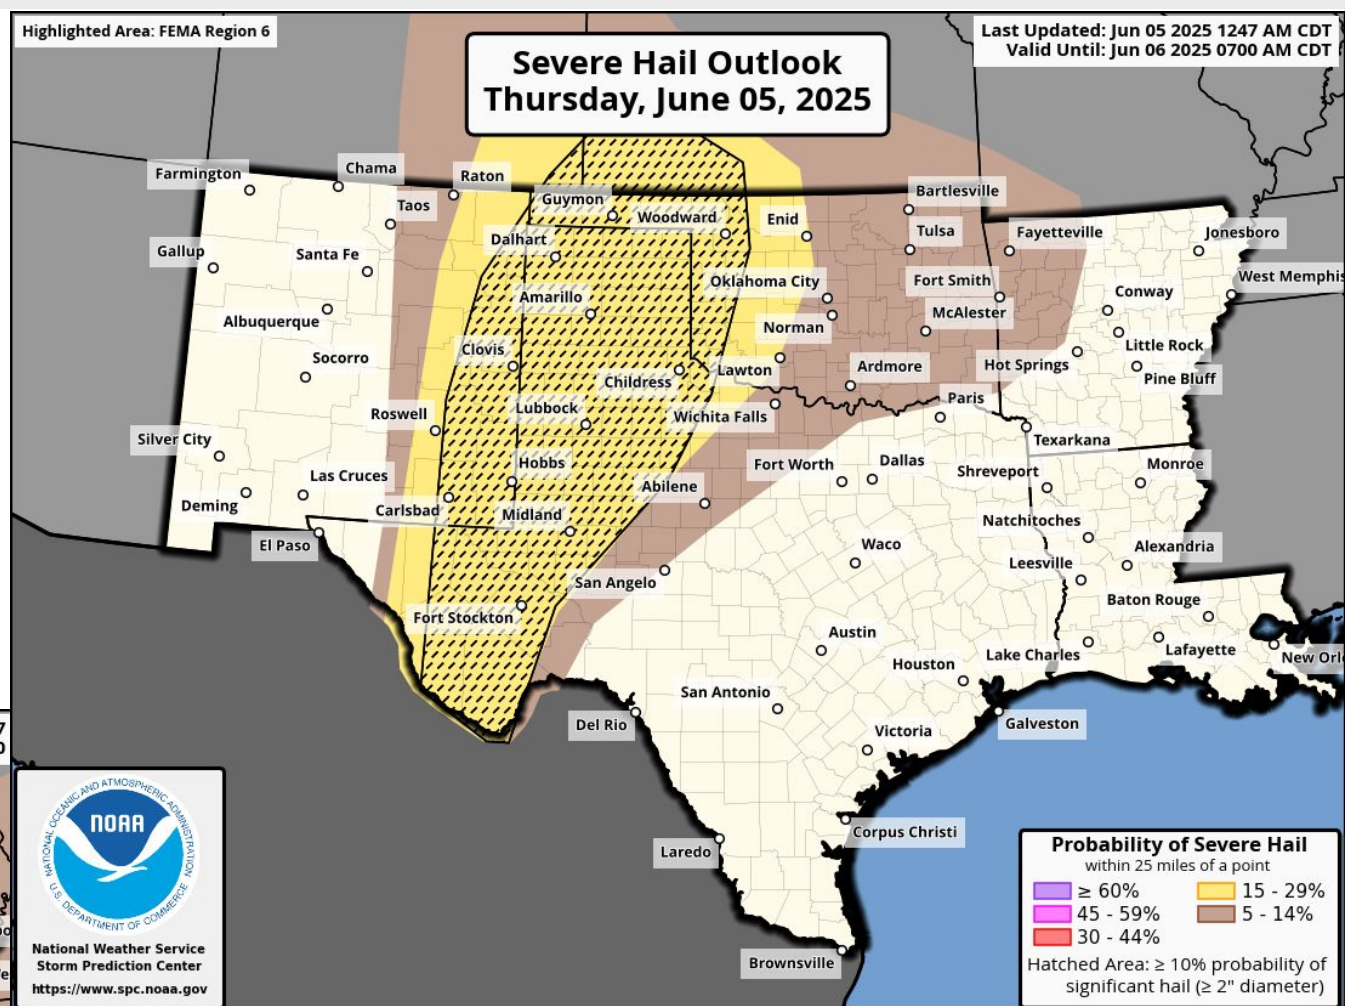 Highlighted Area: FEMA Region 6
Last Updated: Jun 05 2025 1247 AM CDT
Valid Until: Jun 06 2025 0700 AM CDT
Severe Hail Outlook
Thursday, June 05, 2025
Farmington
Chama
Raton
Taos
Guymon
Woodward
Enid
Bartlesville
Gallup
Santa Fe
Dalhart
Tulsa
Fayetteville
Jonesboro
Albuquerque
Amarillo
Oklahoma City
Fort Smith
Conway
West Memphis
Norman
McAlester
Socorro
Clovis
Childress
Lawton
Ardmore
Hot Springs
Little Rock
Pine Bluff
Roswell
Lubbock
Wichita Falls
Paris
Texarkana
Silver City
Las Cruces
Hobbs
Fort Worth
Dallas
Shreveport
Monroe
Deming
Carlsbad
Midland
Abilene
Natchitoches
El Paso
San Angelo
Waco
Leesville
Alexandria
Fort Stockton
Baton Rouge
Austin
Houston
Lake Charles
Lafayette
New Orl
San Antonio
Del Rio
Victoria
Galveston
Laredo
Corpus Christi
Brownsville
7
0
NATIONAL OCEANIC AND ATMOSPHERIC ADMINISTRATION
NOAA
U.S. DEPARTMENT OF COMMERCE
National Weather Service
Storm Prediction Center
https://www.spc.noaa.gov
Probability of Severe Hail
within 25 miles of a point
≥ 60%
15 - 29%
45 - 59%
5 - 14%
30 - 44%
Hatched Area: ≥ 10% probability of
significant hail (≥ 2" diameter)